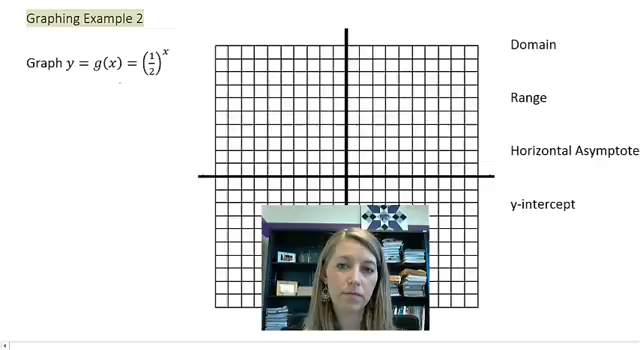 Graphing Example 2
Graph y = g(x) = (1/2)^x
Domain
Range
Horizontal Asymptote
y-intercept